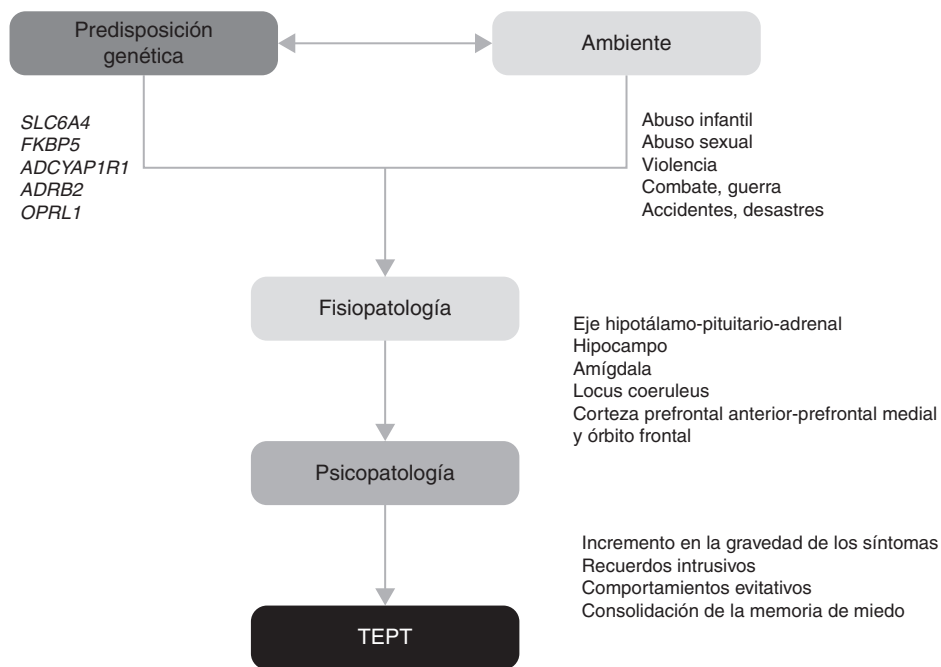 Predisposición
genética
Ambiente
SLC6A4
FKBP5
ADCYAP1R1
ADRB2
OPRL1
Abuso infantil
Abuso sexual
Violencia
Combate, guerra
Accidentes, desastres
Fisiopatología
Eje hipotálamo-pituitario-adrenal
Hipocampo
Amígdala
Locus coeruleus
Corteza prefrontal anterior-prefrontal medial
y órbito frontal
Psicopatología
Incremento en la gravedad de los síntomas
Recuerdos intrusivos
Comportamientos evitativos
Consolidación de la memoria de miedo
TEPT